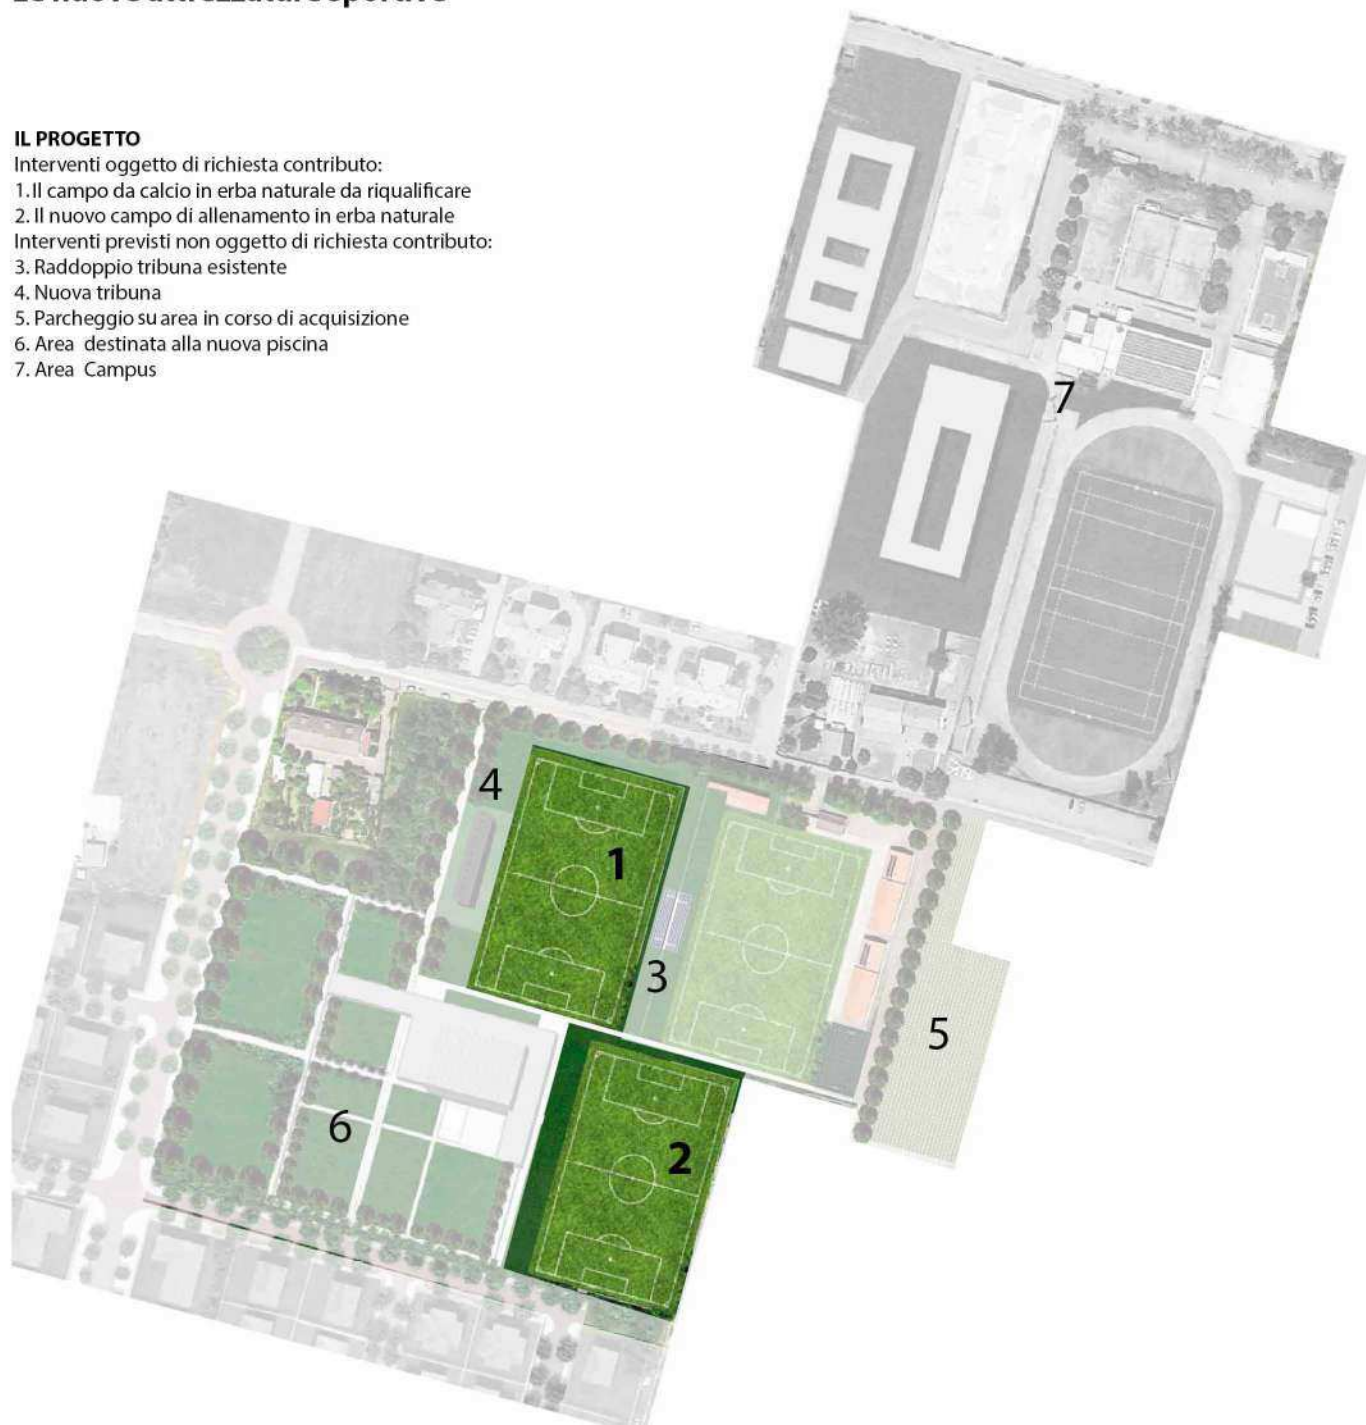 IL PROGETTO
Interventi oggetto di richiesta contributo:
1. Il campo da calcio in erba naturale da riqualificare
2. Il nuovo campo di allenamento in erba naturale
Interventi previsti non oggetto di richiesta contributo:
3. Raddoppio tribuna esistente
4. Nuova tribuna
5. Parcheggio su area in corso di acquisizione
6. Area destinata alla nuova piscina
7. Area Campus
7
4
1
3
5
6
2